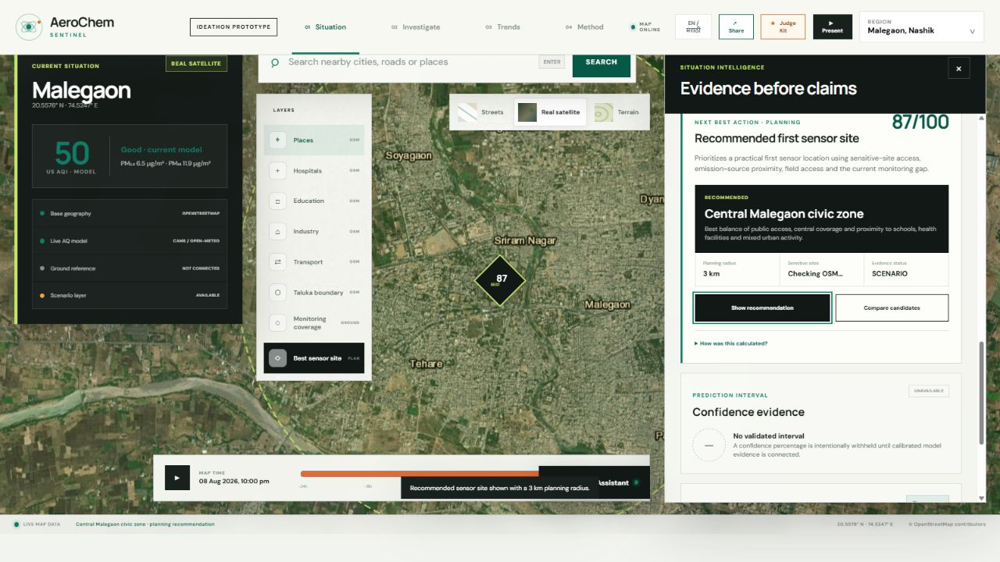 AeroChem
SENTINEL
IDEATHON PROTOTYPE
01 Situation
02 Investigate
03 Trends
04 Method
MAP
ONLINE
EN /
मराठी
↗
Share
★ Judge
Kit
▶
Present
REGION
Malegaon, Nashik
CURRENT SITUATION
REAL SATELLITE
Malegaon
20.5576° N · 74.5247° E
50
US AQI · MODEL
Good · current model
PM₂.₅ 6.5 µg/m³ · PM₁₀ 11.9 µg/m³
Base geography OPENSTREETMAP
Live AQ model CAMS / OPEN-METEO
Ground reference NOT CONNECTED
Scenario layer AVAILABLE
Search nearby cities, roads or places
ENTER
SEARCH
LAYERS
Places OSM
Hospitals OSM
Education OSM
Industry OSM
Transport OSM
Taluka boundary OSM
Monitoring
coverage GROUND
Best sensor site PLAN
Streets
Real satellite
Terrain
Soyagaon
Dyan
Sriram Nagar
87
BEST
Malegaon
Tehare
P
▶
MAP TIME
08 Aug 2026, 10:00 pm
-24h
-18h
Assistant
Recommended sensor site shown with a 3 km planning radius.
SITUATION INTELLIGENCE
Evidence before claims
×
NEXT BEST ACTION · PLANNING
87/100
Recommended first sensor site
Prioritizes a practical first sensor location using sensitive-site access,
emission-source proximity, field access and the current monitoring gap.
RECOMMENDED
Central Malegaon civic zone
Best balance of public access, central coverage and proximity to schools, health
facilities and mixed urban activity.
Planning radius
3 km
Sensitive sites
Checking OSM...
Evidence status
SCENARIO
Show recommendation
Compare candidates
▶ How was this calculated?
PREDICTION INTERVAL
UNAVAILABLE
Confidence evidence
—
No validated interval
A confidence percentage is intentionally withheld until calibrated model
evidence is connected.
LIVE MAP DATA
Central Malegaon civic zone · planning recommendation
20.5576° N · 74.5247° E
© OpenStreetMap contributors